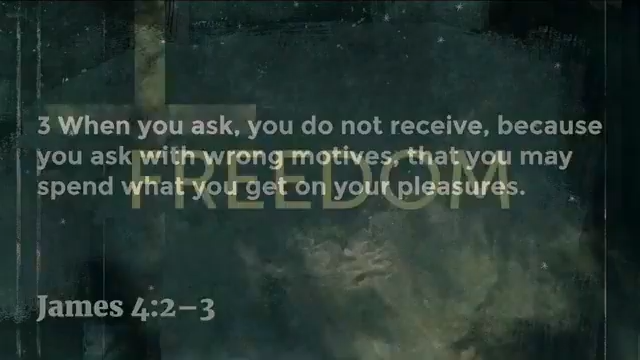 3 When you ask, you do not receive, because
you ask with wrong motives, that you may
FREEDOM
spend what you get on your pleasures.
James 4:2–3